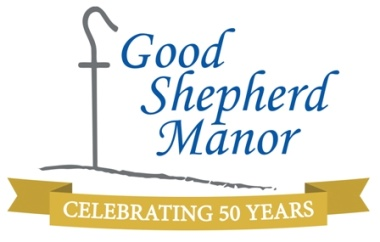 Good
Shepherd
Manor
CELEBRATING 50 YEARS